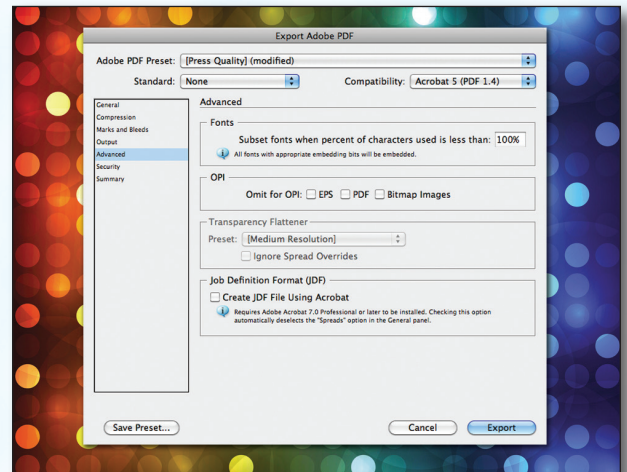 Export Adobe PDF
Adobe PDF Preset: [Press Quality] (modified)
Standard: None Compatibility: Acrobat 5 (PDF 1.4)
General
Compression
Marks and Bleeds
Output
Advanced
Security
Summary
Advanced
Fonts
Subset fonts when percent of characters used is less than: 100%
All fonts with appropriate embedding bits will be embedded.
OPI
Omit for OPI: EPS PDF Bitmap Images
Transparency Flattener
Preset: [Medium Resolution]
Ignore Spread Overrides
Job Definition Format (JDF)
Create JDF File Using Acrobat
Requires Adobe Acrobat 7.0 Professional or later to be installed. Checking this option
automatically deselects the "Spreads" option in the General panel.
Save Preset... Cancel Export